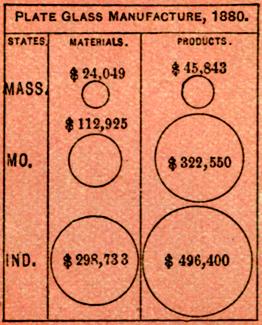 PLATE GLASS MANUFACTURE, 1880.
STATES. MATERIALS. PRODUCTS.
MASS. $24,049 $45,843
MO. $112,925 $322,550
IND. $298,733 $496,400